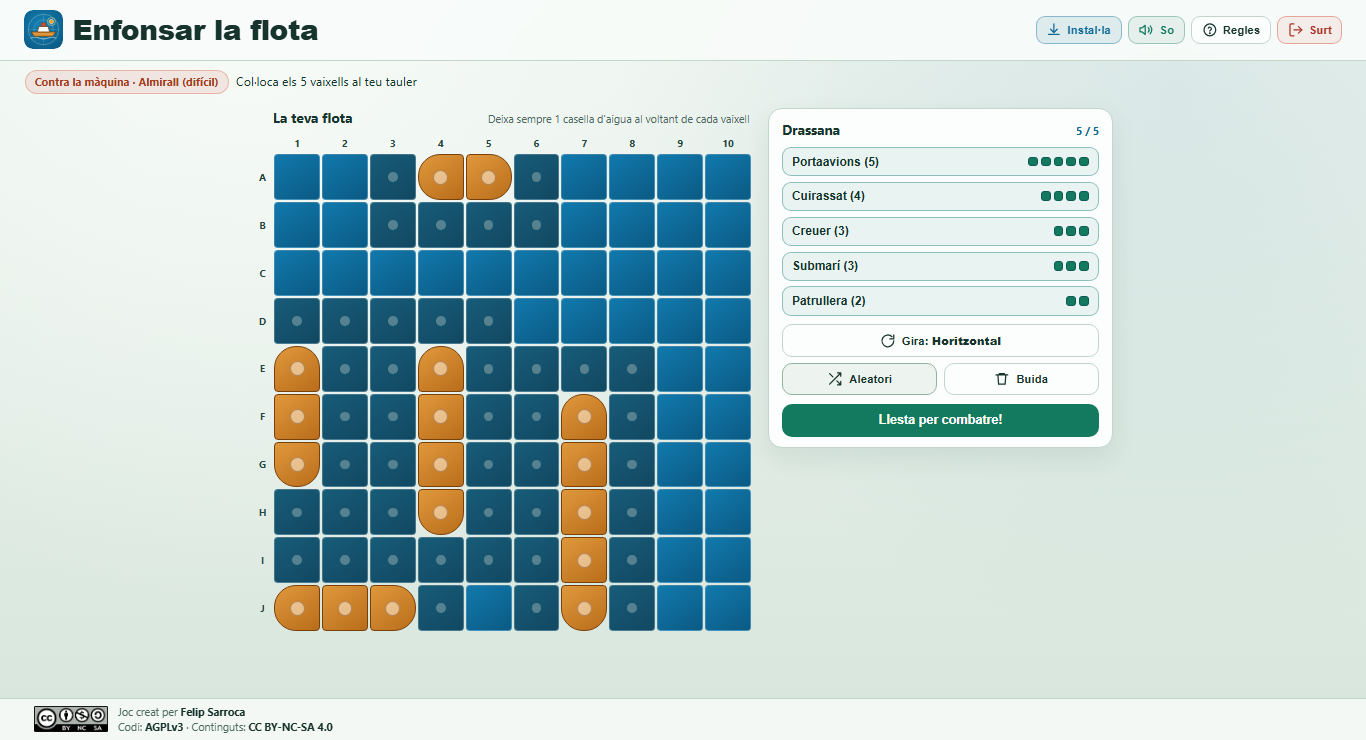 Enfonsar la flota
Instal·la
So
Regles
Surt
Contra la màquina · Almirall (difícil)
Col·loca els 5 vaixells al teu tauler
La teva flota
Deixa sempre 1 casella d'aigua al voltant de cada vaixell
1 2 3 4 5 6 7 8 9 10
A
B
C
D
E
F
G
H
I
J
Drassana
5 / 5
Portaavions (5)
Cuirassat (4)
Creuer (3)
Submarí (3)
Patrullera (2)
Gira: Horitzontal
Aleatori
Buida
Llesta per combatre!
CC BY NC SA
Joc creat per Felip Sarroca
Codi: AGPLv3 · Continguts: CC BY-NC-SA 4.0